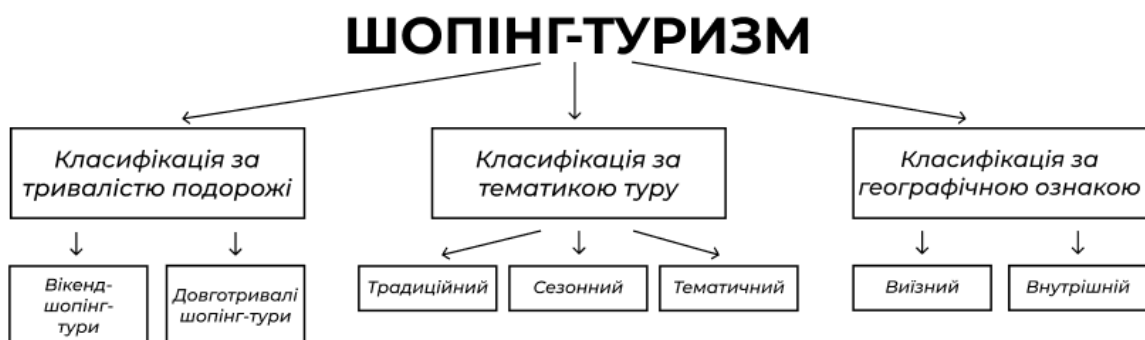 ШОПІНГ-ТУРИЗМ
Класифікація за
тривалістю подорожі
Класифікація за
тематикою туру
Класифікація за
географічною ознакою
Вікенд-
шопінг-
тури
Довготривалі
шопінг-тури
Традиційний
Сезонний
Тематичний
Виїзний
Внутрішній